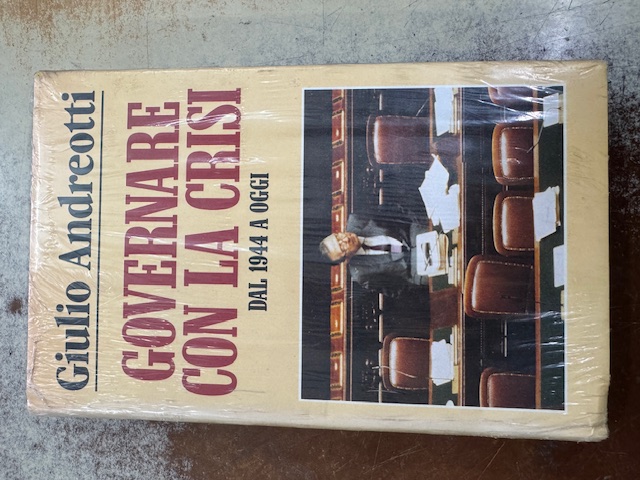 Giulio Andreotti
GOVERNARE
CON LA CRISI
DAL 1944 A OGGI